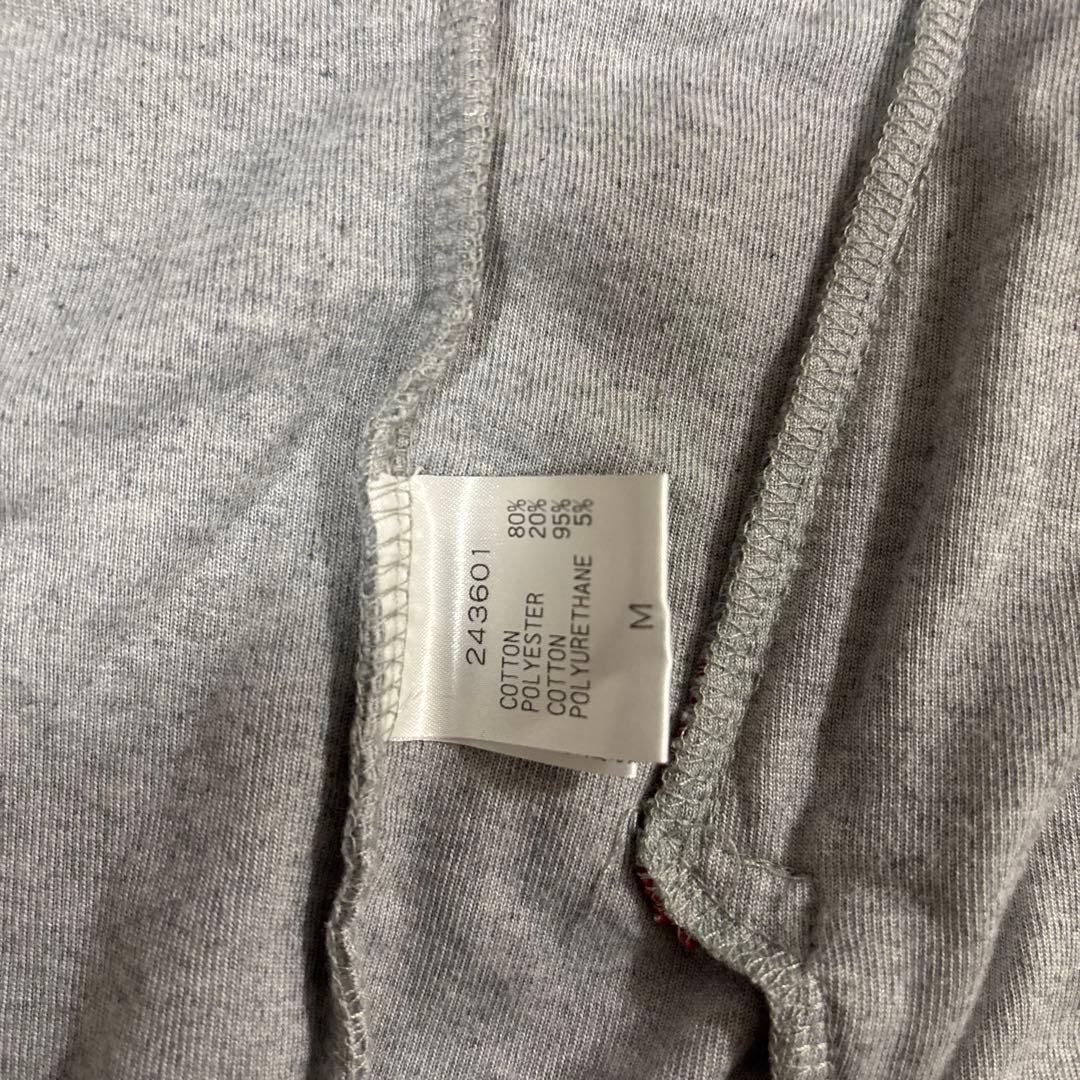 243601
COTTON 80%
POLYESTER 20%
COTTON 95%
POLYURETHANE 5%
M